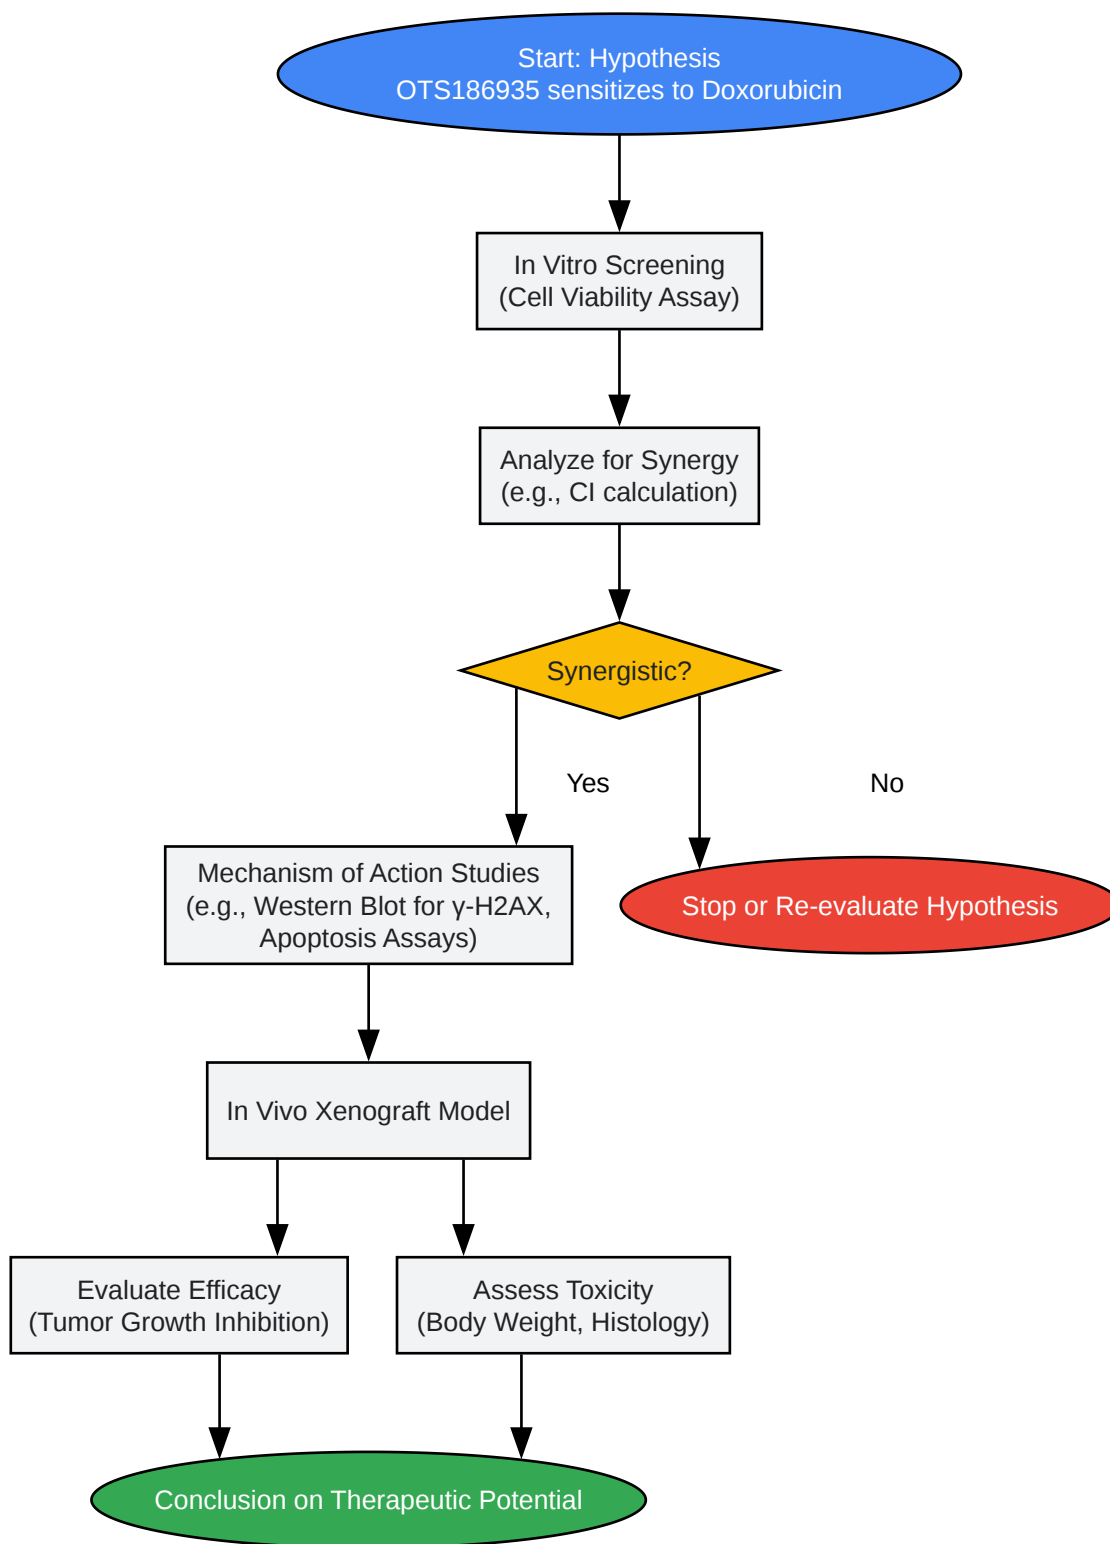 Start: Hypothesis
OTS186935 sensitizes to Doxorubicin
In Vitro Screening
(Cell Viability Assay)
Analyze for Synergy
(e.g., CI calculation)
Synergistic?
Yes
No
Mechanism of Action Studies
(e.g., Western Blot for γ-H2AX,
Apoptosis Assays)
Stop or Re-evaluate Hypothesis
In Vivo Xenograft Model
Evaluate Efficacy
(Tumor Growth Inhibition)
Assess Toxicity
(Body Weight, Histology)
Conclusion on Therapeutic Potential